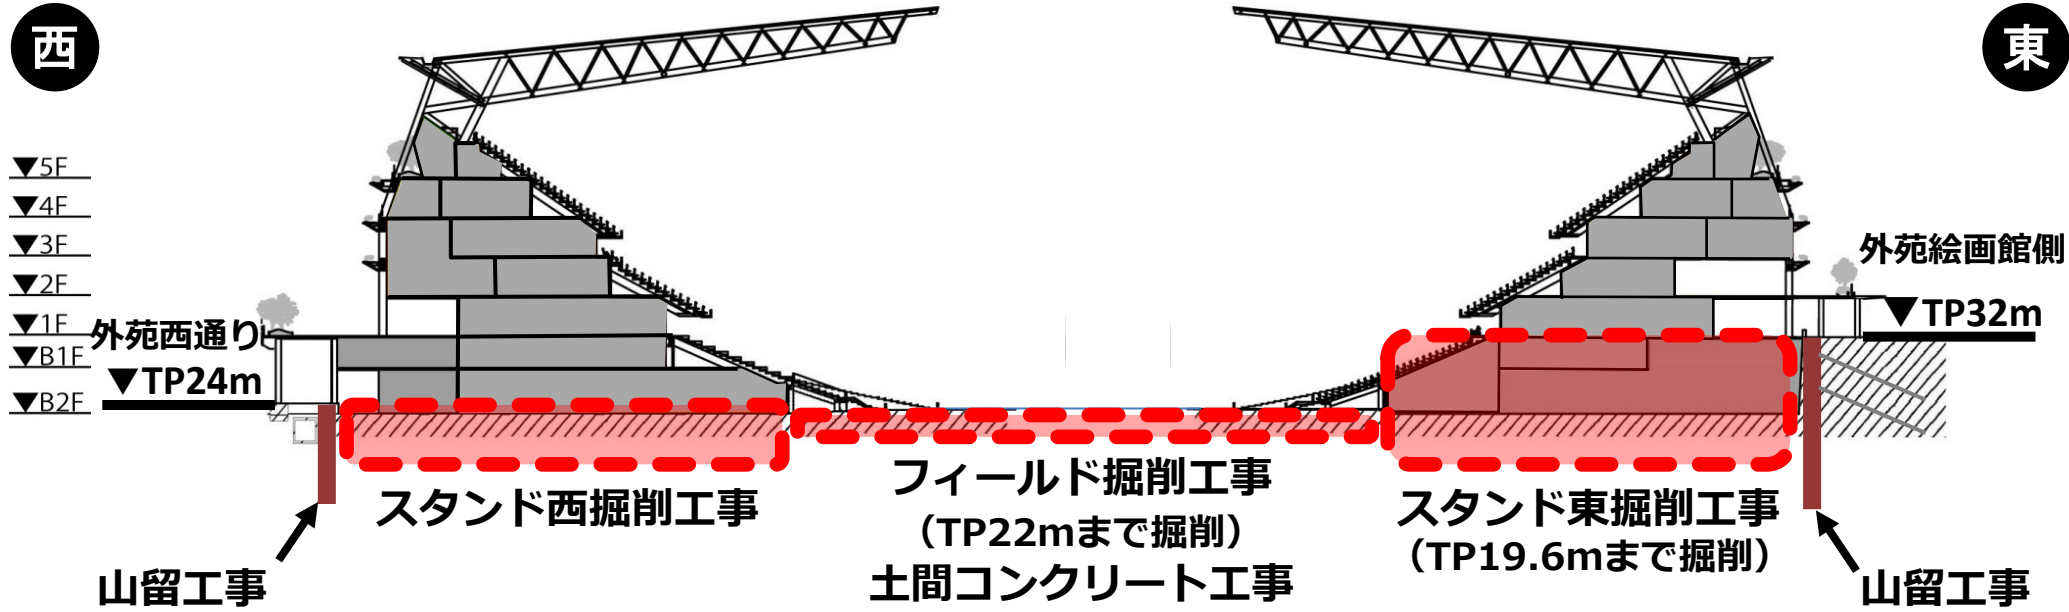 西
東
▼5F
▼4F
▼3F
▼2F
▼1F
▼B1F
▼B2F
外苑西通り
▼TP24m
外苑絵画館側
▼TP32m
スタンド西掘削工事
フィールド掘削工事
（TP22mまで掘削）
土間コンクリート工事
スタンド東掘削工事
（TP19.6mまで掘削）
山留工事
山留工事